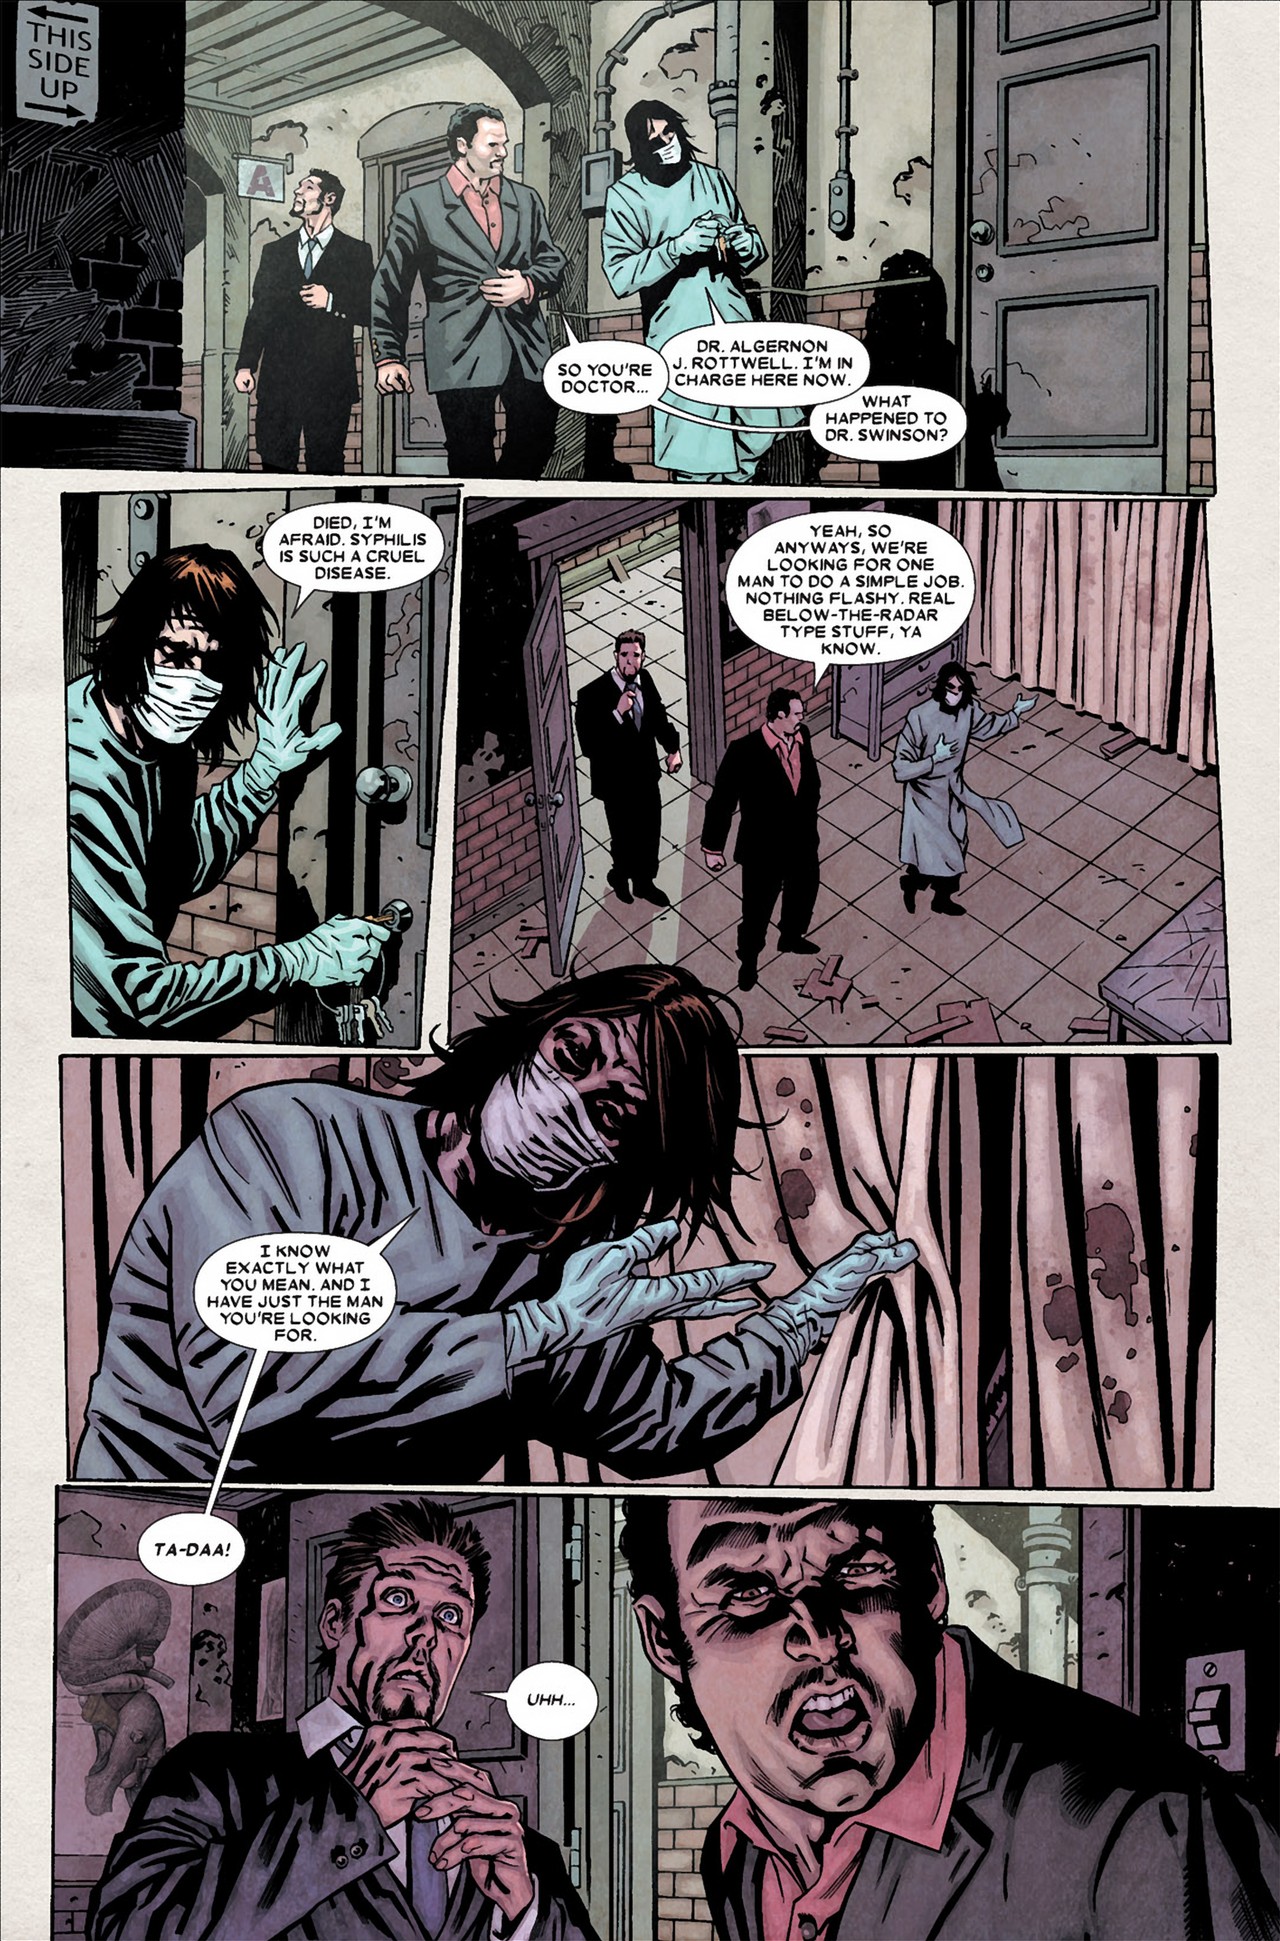 THIS
SIDE
UP
A
SO YOU'RE
DOCTOR...
DR. ALGERNON
J. ROTTWELL. I'M IN
CHARGE HERE NOW.
WHAT
HAPPENED TO
DR. SWINSON?
DIED, I'M
AFRAID. SYPHILIS
IS SUCH A CRUEL
DISEASE.
YEAH, SO
ANYWAYS, WE'RE
LOOKING FOR ONE
MAN TO DO A SIMPLE JOB.
NOTHING FLASHY. REAL
BELOW-THE-RADAR
TYPE STUFF, YA
KNOW.
I KNOW
EXACTLY WHAT
YOU MEAN. AND I
HAVE JUST THE MAN
YOU'RE LOOKING
FOR.
TA-DAA!
UHH...